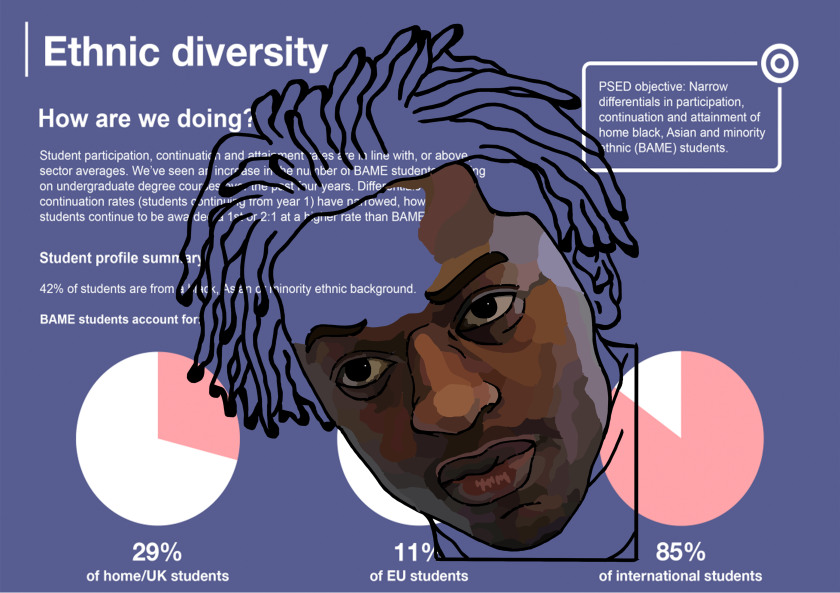 Ethnic diversity
PSED objective: Narrow
differentials in participation,
continuation and attainment of
home black, Asian and minority
ethnic (BAME) students.
How are we doing?
Student participation, continuation and attainment rates are in line with, or above,
sector averages. We've seen an increase in the number of BAME students
on undergraduate degree courses over the past four years. Differentials
continuation rates (students continuing from year 1) have narrowed,
students continue to be awarded a 1st or 2:1 at a higher rate than BAME
Student profile summary
42% of students are from a black, Asian or minority ethnic background.
BAME students account for:
29%
of home/UK students
11%
of EU students
85%
of international students